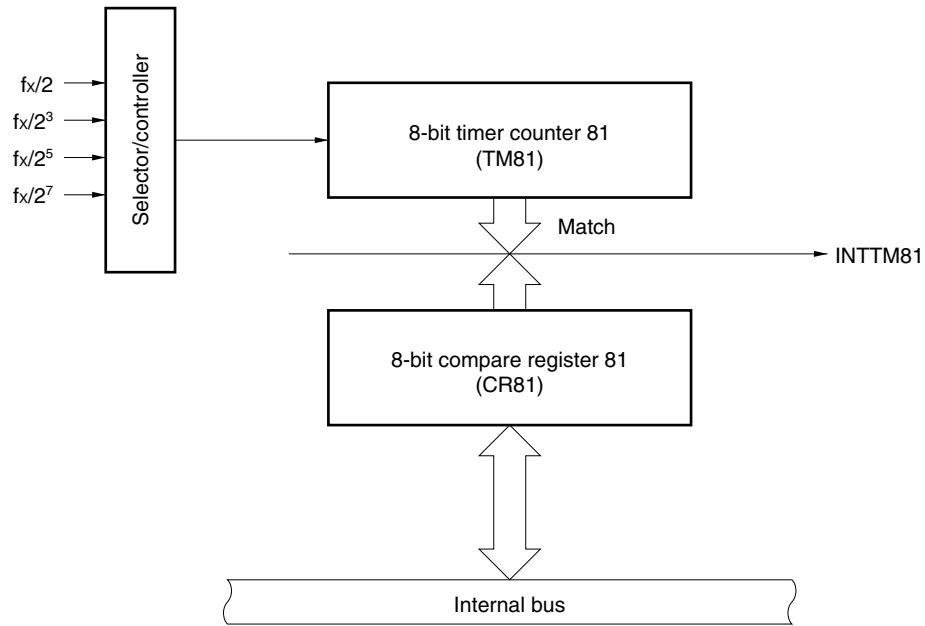 fx/2
fx/2³
fx/2⁵
fx/2⁷
Selector/controller
8-bit timer counter 81
(TM81)
Match
INTTM81
8-bit compare register 81
(CR81)
Internal bus